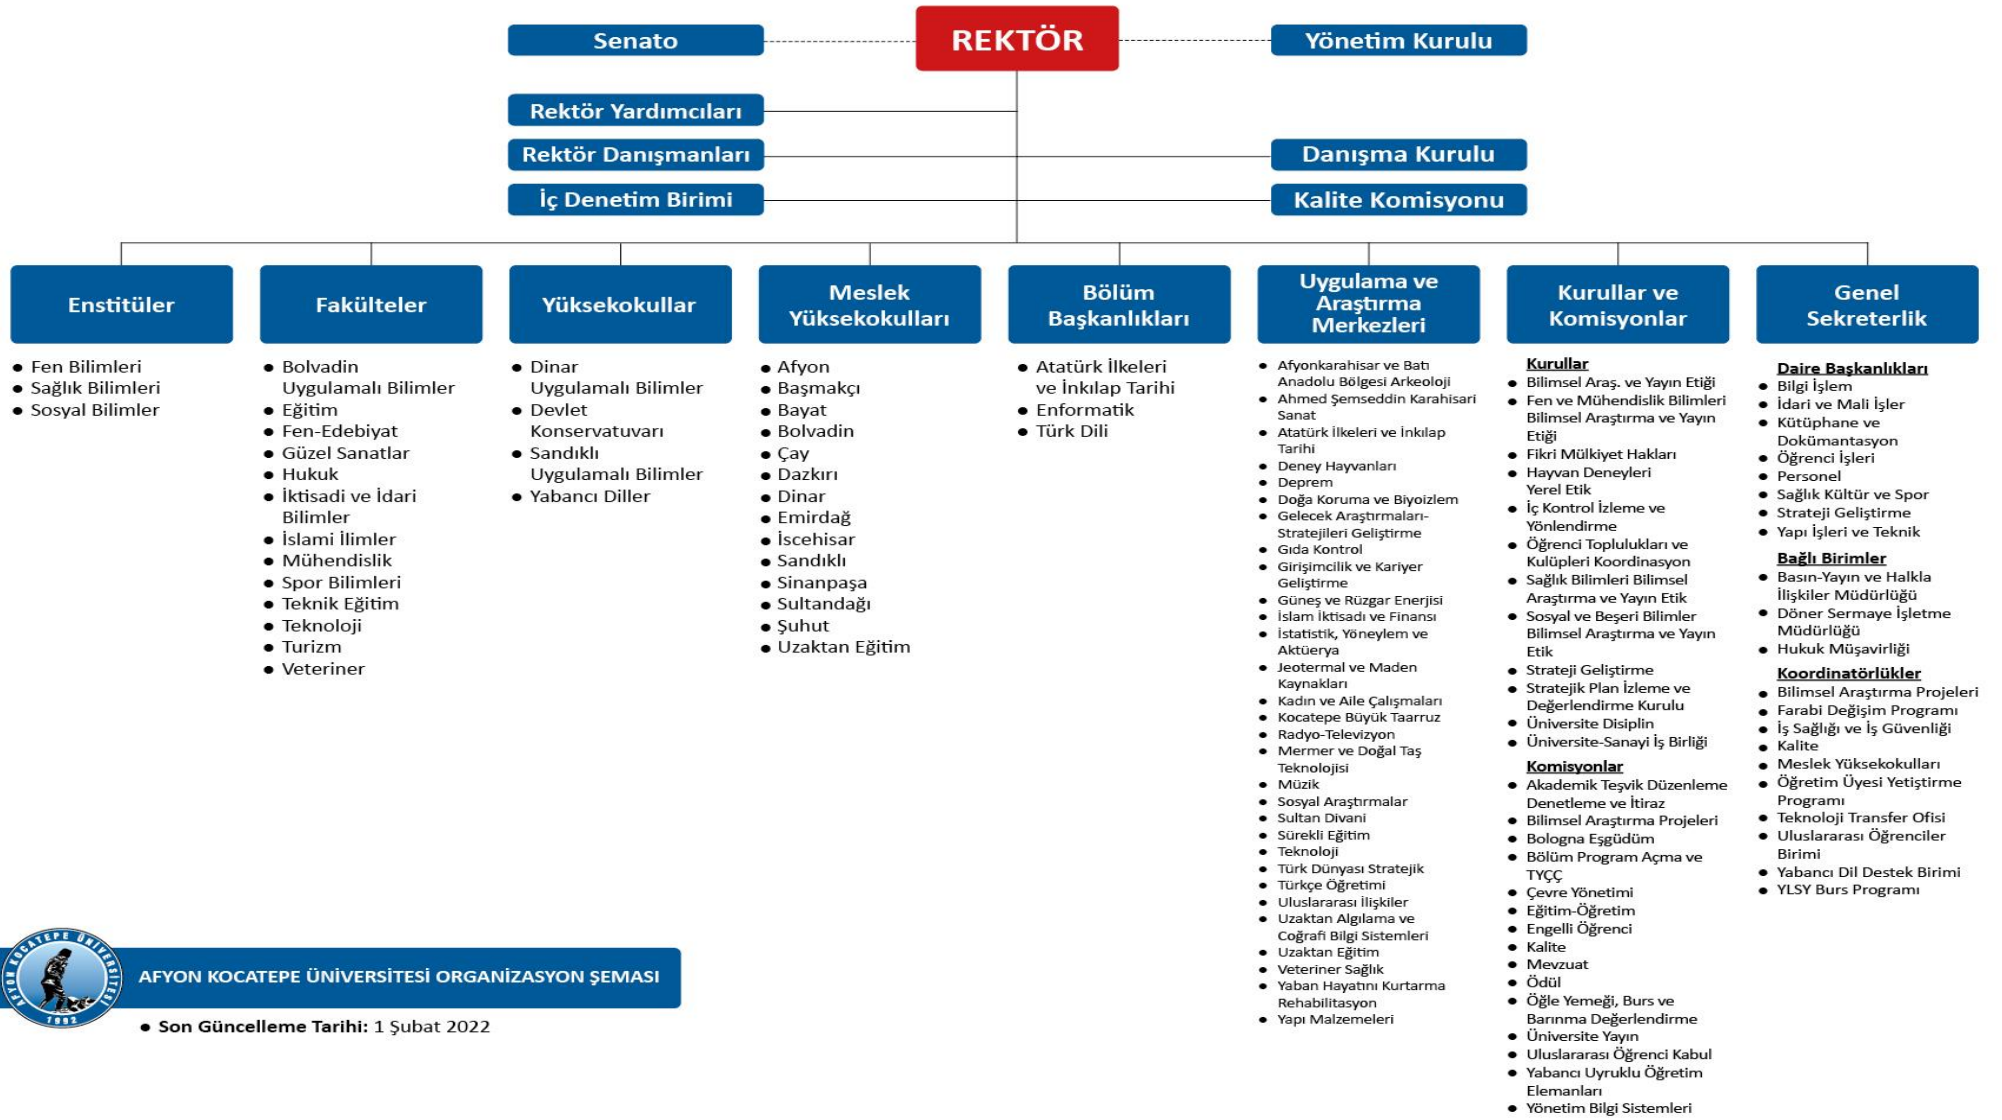 Senato
REKTÖR
Yönetim Kurulu
Rektör Yardımcıları
Rektör Danışmanları
Danışma Kurulu
İç Denetim Birimi
Kalite Komisyonu
Enstitüler
● Fen Bilimleri
● Sağlık Bilimleri
● Sosyal Bilimler
Fakülteler
● Bolvadin
Uygulamalı Bilimler
● Eğitim
● Fen-Edebiyat
● Güzel Sanatlar
● Hukuk
● İktisadi ve İdari
Bilimler
● İslami İlimler
● Mühendislik
● Spor Bilimleri
● Teknik Eğitim
● Teknoloji
● Turizm
● Veteriner
Yüksekokullar
● Dinar
Uygulamalı Bilimler
● Devlet
Konservatuvarı
● Sandıklı
Uygulamalı Bilimler
● Yabancı Diller
Meslek
Yüksekokulları
● Afyon
● Başmakçı
● Bayat
● Bolvadin
● Çay
● Dazkırı
● Dinar
● Emirdağ
● İscehisar
● Sandıklı
● Sinanpaşa
● Sultandağı
● Şuhut
● Uzaktan Eğitim
Bölüm
Başkanlıkları
● Atatürk İlkeleri
ve İnkılap Tarihi
● Enformatik
● Türk Dili
Uygulama ve
Araştırma
Merkezleri
● Afyonkarahisar ve Batı
Anadolu Bölgesi Arkeoloji
● Ahmed Şemseddin Karahisari
Sanat
● Atatürk İlkeleri ve İnkılap
Tarihi
● Deney Hayvanları
● Deprem
● Doğa Koruma ve Biyoizlem
● Gelecek Araştırmaları-
Stratejileri Geliştirme
● Gıda Kontrol
● Girişimcilik ve Kariyer
Geliştirme
● Güneş ve Rüzgar Enerjisi
● İslam İktisadı ve Finansı
● İstatistik, Yöneylem ve
Aktüerya
● Jeotermal ve Maden
Kaynakları
● Kadın ve Aile Çalışmaları
● Kocatepe Büyük Taarruz
● Radyo-Televizyon
● Mermer ve Doğal Taş
Teknolojisi
● Müzik
● Sosyal Araştırmalar
● Sultan Divani
● Sürekli Eğitim
● Teknoloji
● Türk Dünyası Stratejik
● Türkçe Öğretimi
● Uluslararası İlişkiler
● Uzaktan Algılama ve
Coğrafi Bilgi Sistemleri
● Uzaktan Eğitim
● Veteriner Sağlık
● Yaban Hayatını Kurtarma
Rehabilitasyon
● Yapı Malzemeleri
Kurullar ve
Komisyonlar
Kurullar
● Bilimsel Araş. ve Yayın Etiği
● Fen ve Mühendislik Bilimleri
Bilimsel Araştırma ve Yayın
Etiği
● Fikri Mülkiyet Hakları
● Hayvan Deneyleri
Yerel Etik
● İç Kontrol İzleme ve
Yönlendirme
● Öğrenci Toplulukları ve
Kulüpleri Koordinasyon
● Sağlık Bilimleri Bilimsel
Araştırma ve Yayın Etik
● Sosyal ve Beşeri Bilimler
Bilimsel Araştırma ve Yayın
Etik
● Strateji Geliştirme
● Stratejik Plan İzleme ve
Değerlendirme Kurulu
● Üniversite Disiplin
● Üniversite-Sanayi İş Birliği
Komisyonlar
● Akademik Teşvik Düzenleme
Denetleme ve İtiraz
● Bilimsel Araştırma Projeleri
● Bologna Eşgüdüm
● Bölüm Program Açma ve
TYÇÇ
● Çevre Yönetimi
● Eğitim-Öğretim
● Engelli Öğrenci
● Kalite
● Mevzuat
● Ödül
● Öğle Yemeği, Burs ve
Barınma Değerlendirme
● Üniversite Yayın
● Uluslararası Öğrenci Kabul
● Yabancı Uyruklu Öğretim
Elemanları
● Yönetim Bilgi Sistemleri
Genel
Sekreterlik
Daire Başkanlıkları
● Bilgi İşlem
● İdari ve Mali İşler
● Kütüphane ve
Dokümantasyon
● Öğrenci İşleri
● Personel
● Sağlık Kültür ve Spor
● Strateji Geliştirme
● Yapı İşleri ve Teknik
Bağlı Birimler
● Basın-Yayın ve Halkla
İlişkiler Müdürlüğü
● Döner Sermaye İşletme
Müdürlüğü
● Hukuk Müşavirliği
Koordinatörlükler
● Bilimsel Araştırma Projeleri
● Farabi Değişim Programı
● İş Sağlığı ve İş Güvenliği
● Kalite
● Meslek Yüksekokulları
● Öğretim Üyesi Yetiştirme
Programı
● Teknoloji Transfer Ofisi
● Uluslararası Öğrenciler
Birimi
● Yabancı Dil Destek Birimi
● YLSY Burs Programı
AFYON KOCATEPE ÜNİVERSİTESİ
1992
AFYON KOCATEPE ÜNİVERSİTESİ ORGANİZASYON ŞEMASI
● Son Güncelleme Tarihi: 1 Şubat 2022